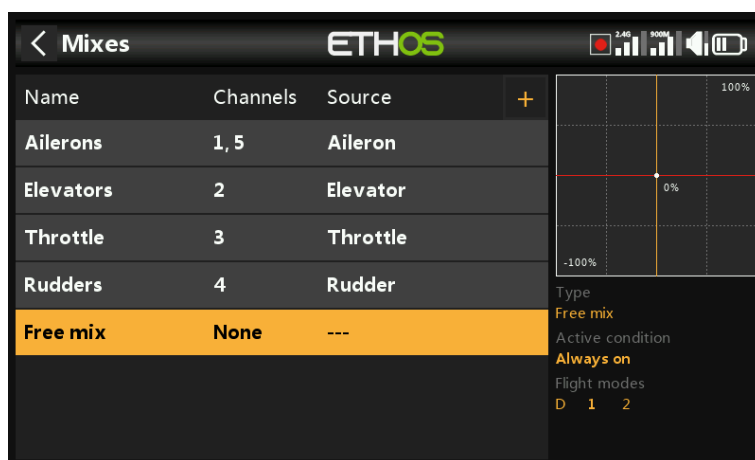 Mixes ETHOS 2.4G 900M
Name Channels Source +
100%
Ailerons 1, 5 Aileron
Elevators 2 Elevator
0%
Throttle 3 Throttle
-100%
Rudders 4 Rudder
Type
Free mix None ---
Free mix
Active condition
Always on
Flight modes
D 1 2